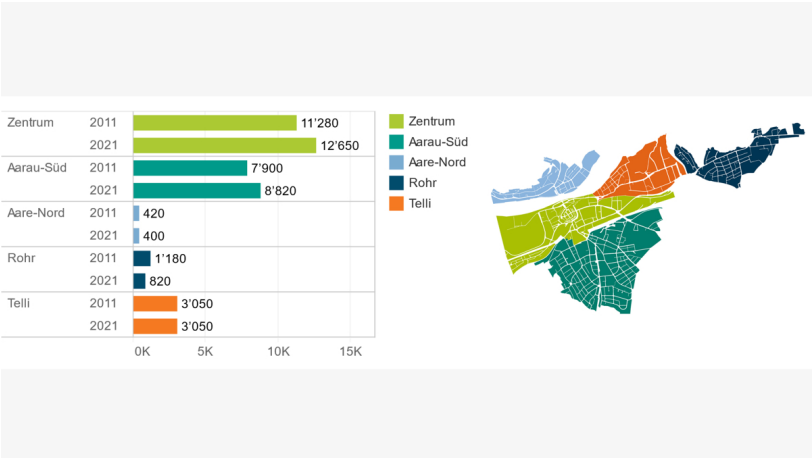 Zentrum 2011 11’280
2021 12’650
Aarau-Süd 2011 7’900
2021 8’820
Aare-Nord 2011 420
2021 400
Rohr 2011 1’180
2021 820
Telli 2011 3’050
2021 3’050
0K 5K 10K 15K
Zentrum
Aarau-Süd
Aare-Nord
Rohr
Telli